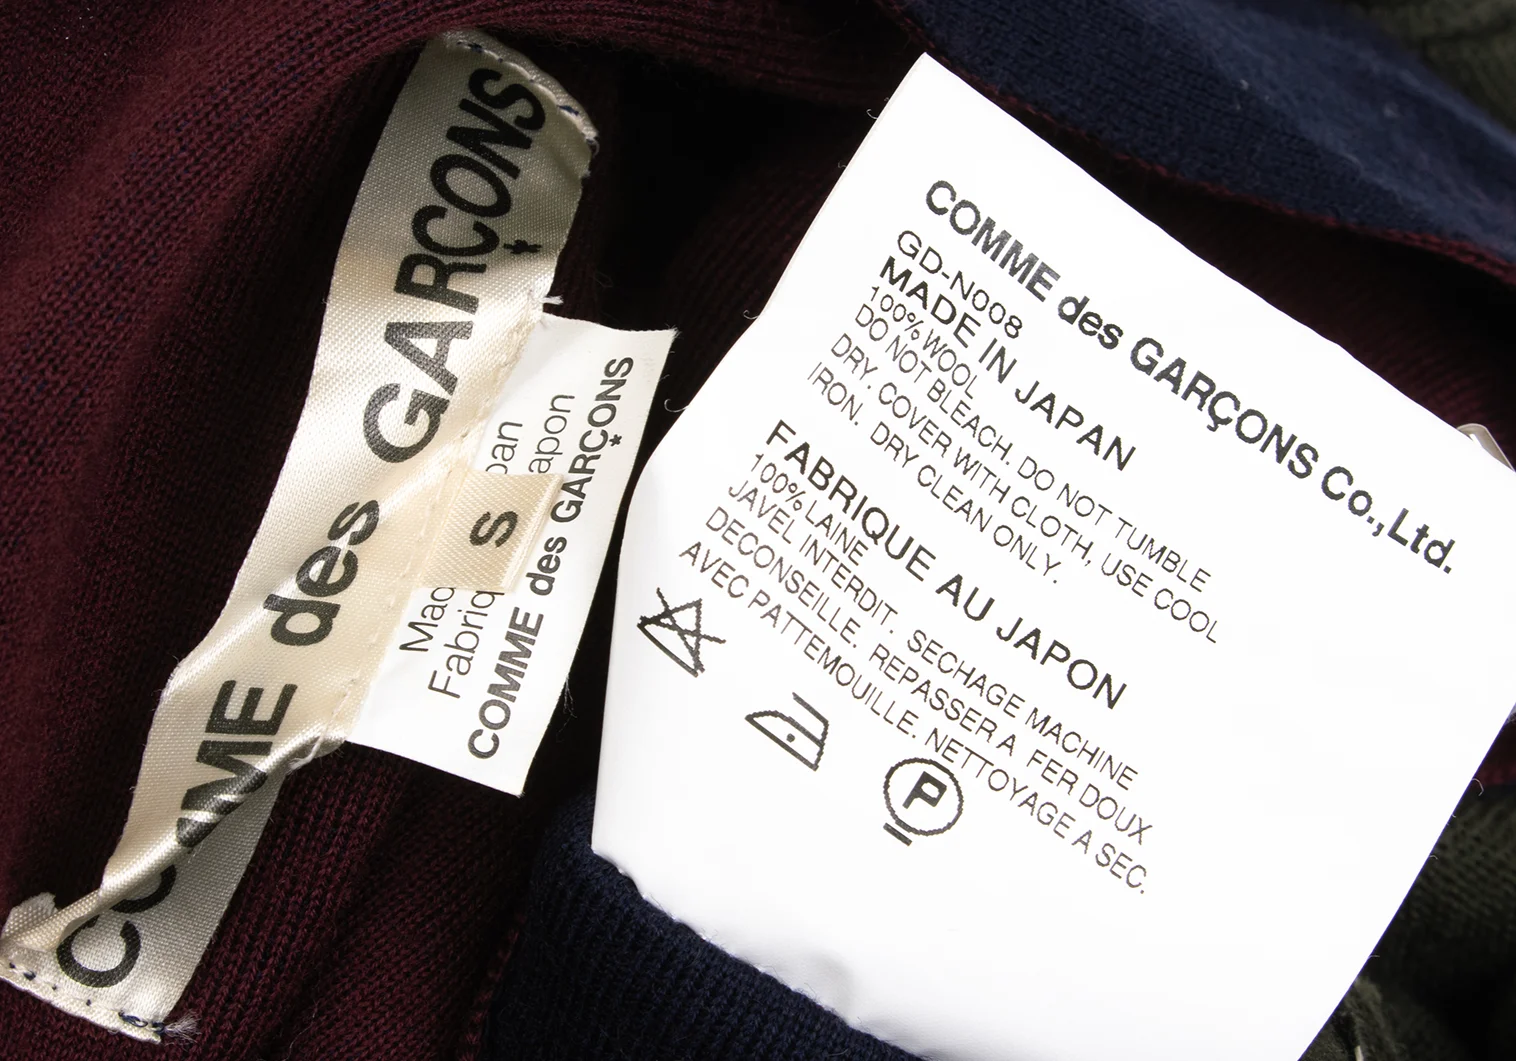 COMME des GARÇONS
Mad pan
Fabriq apon
COMME des GARÇONS
S
COMME des GARÇONS Co., Ltd.
GD-N008
MADE IN JAPAN
100% WOOL
DO NOT BLEACH. DO NOT TUMBLE
DRY. COVER WITH CLOTH, USE COOL
IRON. DRY CLEAN ONLY.
FABRIQUE AU JAPON
100% LAINE
JAVEL INTERDIT. SECHAGE MACHINE
DECONSEILLE. REPASSER A FER DOUX
AVEC PATTEMOUILLE. NETTOYAGE A SEC.
P